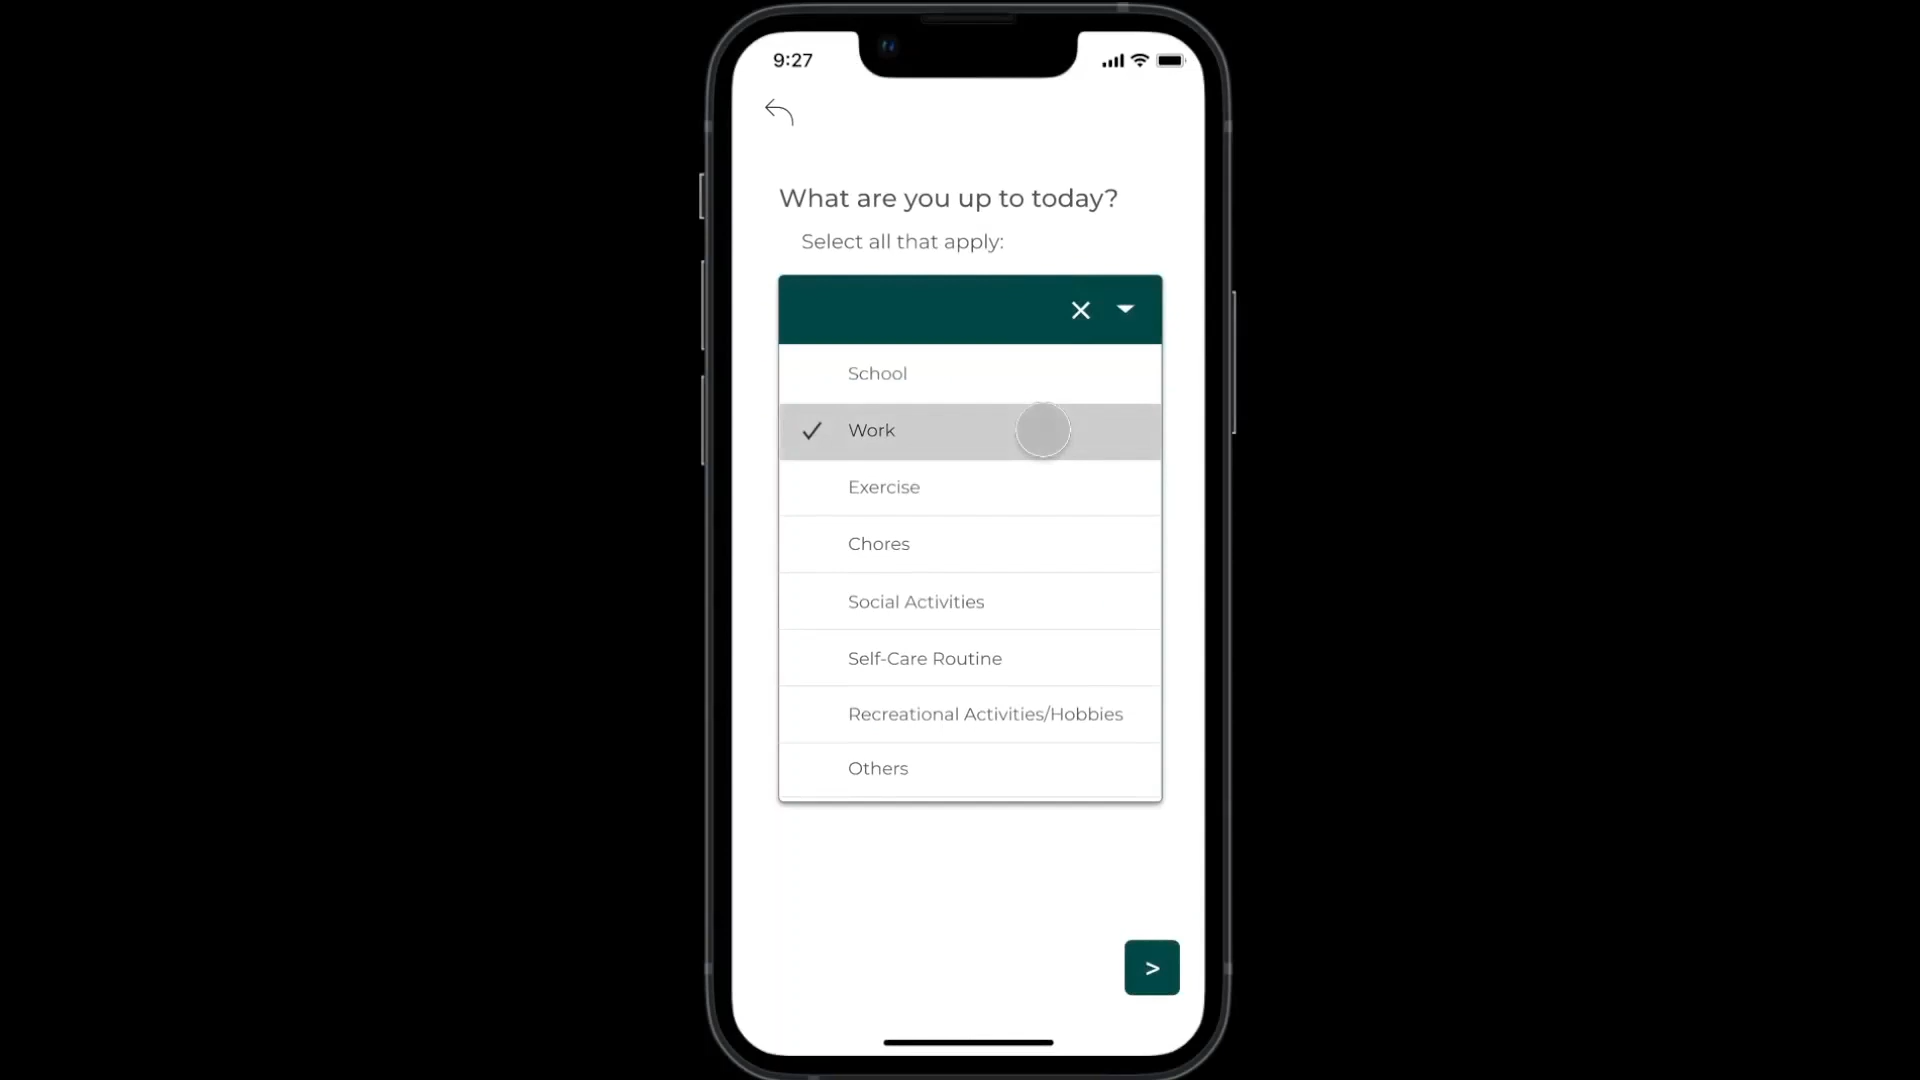 9:27
What are you up to today?
Select all that apply:
School
Work
Exercise
Chores
Social Activities
Self-Care Routine
Recreational Activities/Hobbies
Others
>